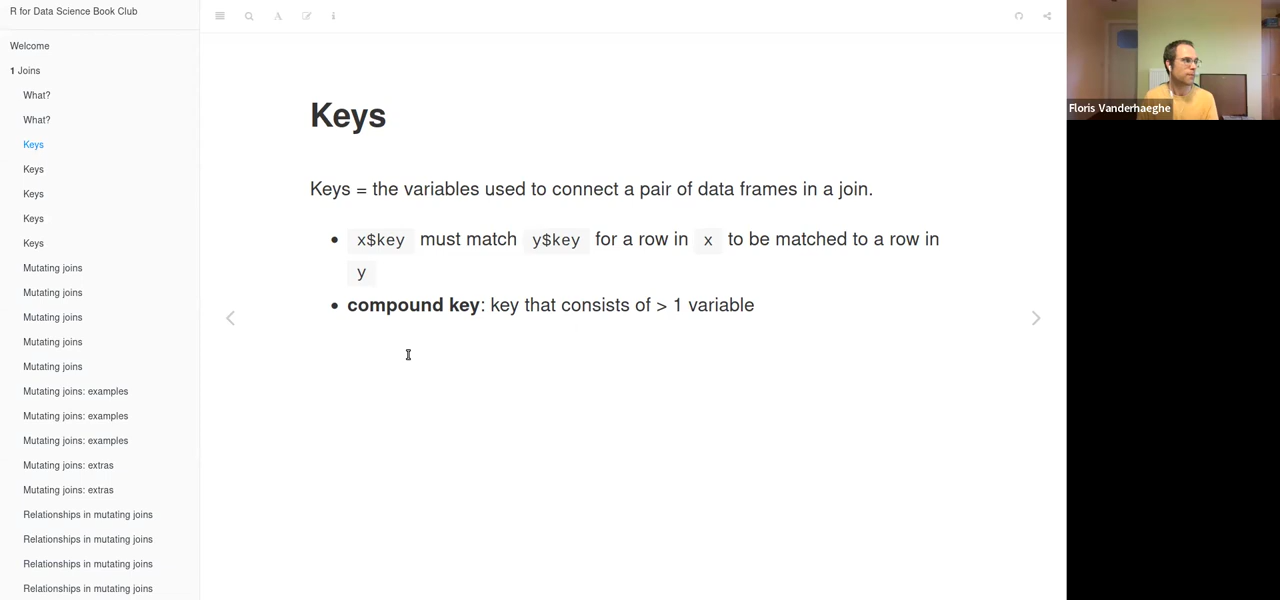 R for Data Science Book Club
Welcome
1 Joins
What?
What?
Keys
Keys
Keys
Keys
Keys
Mutating joins
Mutating joins
Mutating joins
Mutating joins
Mutating joins
Mutating joins: examples
Mutating joins: examples
Mutating joins: examples
Mutating joins: extras
Mutating joins: extras
Relationships in mutating joins
Relationships in mutating joins
Relationships in mutating joins
Relationships in mutating joins
Keys
Keys = the variables used to connect a pair of data frames in a join.
x$key must match y$key for a row in x to be matched to a row in
y
compound key: key that consists of > 1 variable
Floris Vanderhaeghe